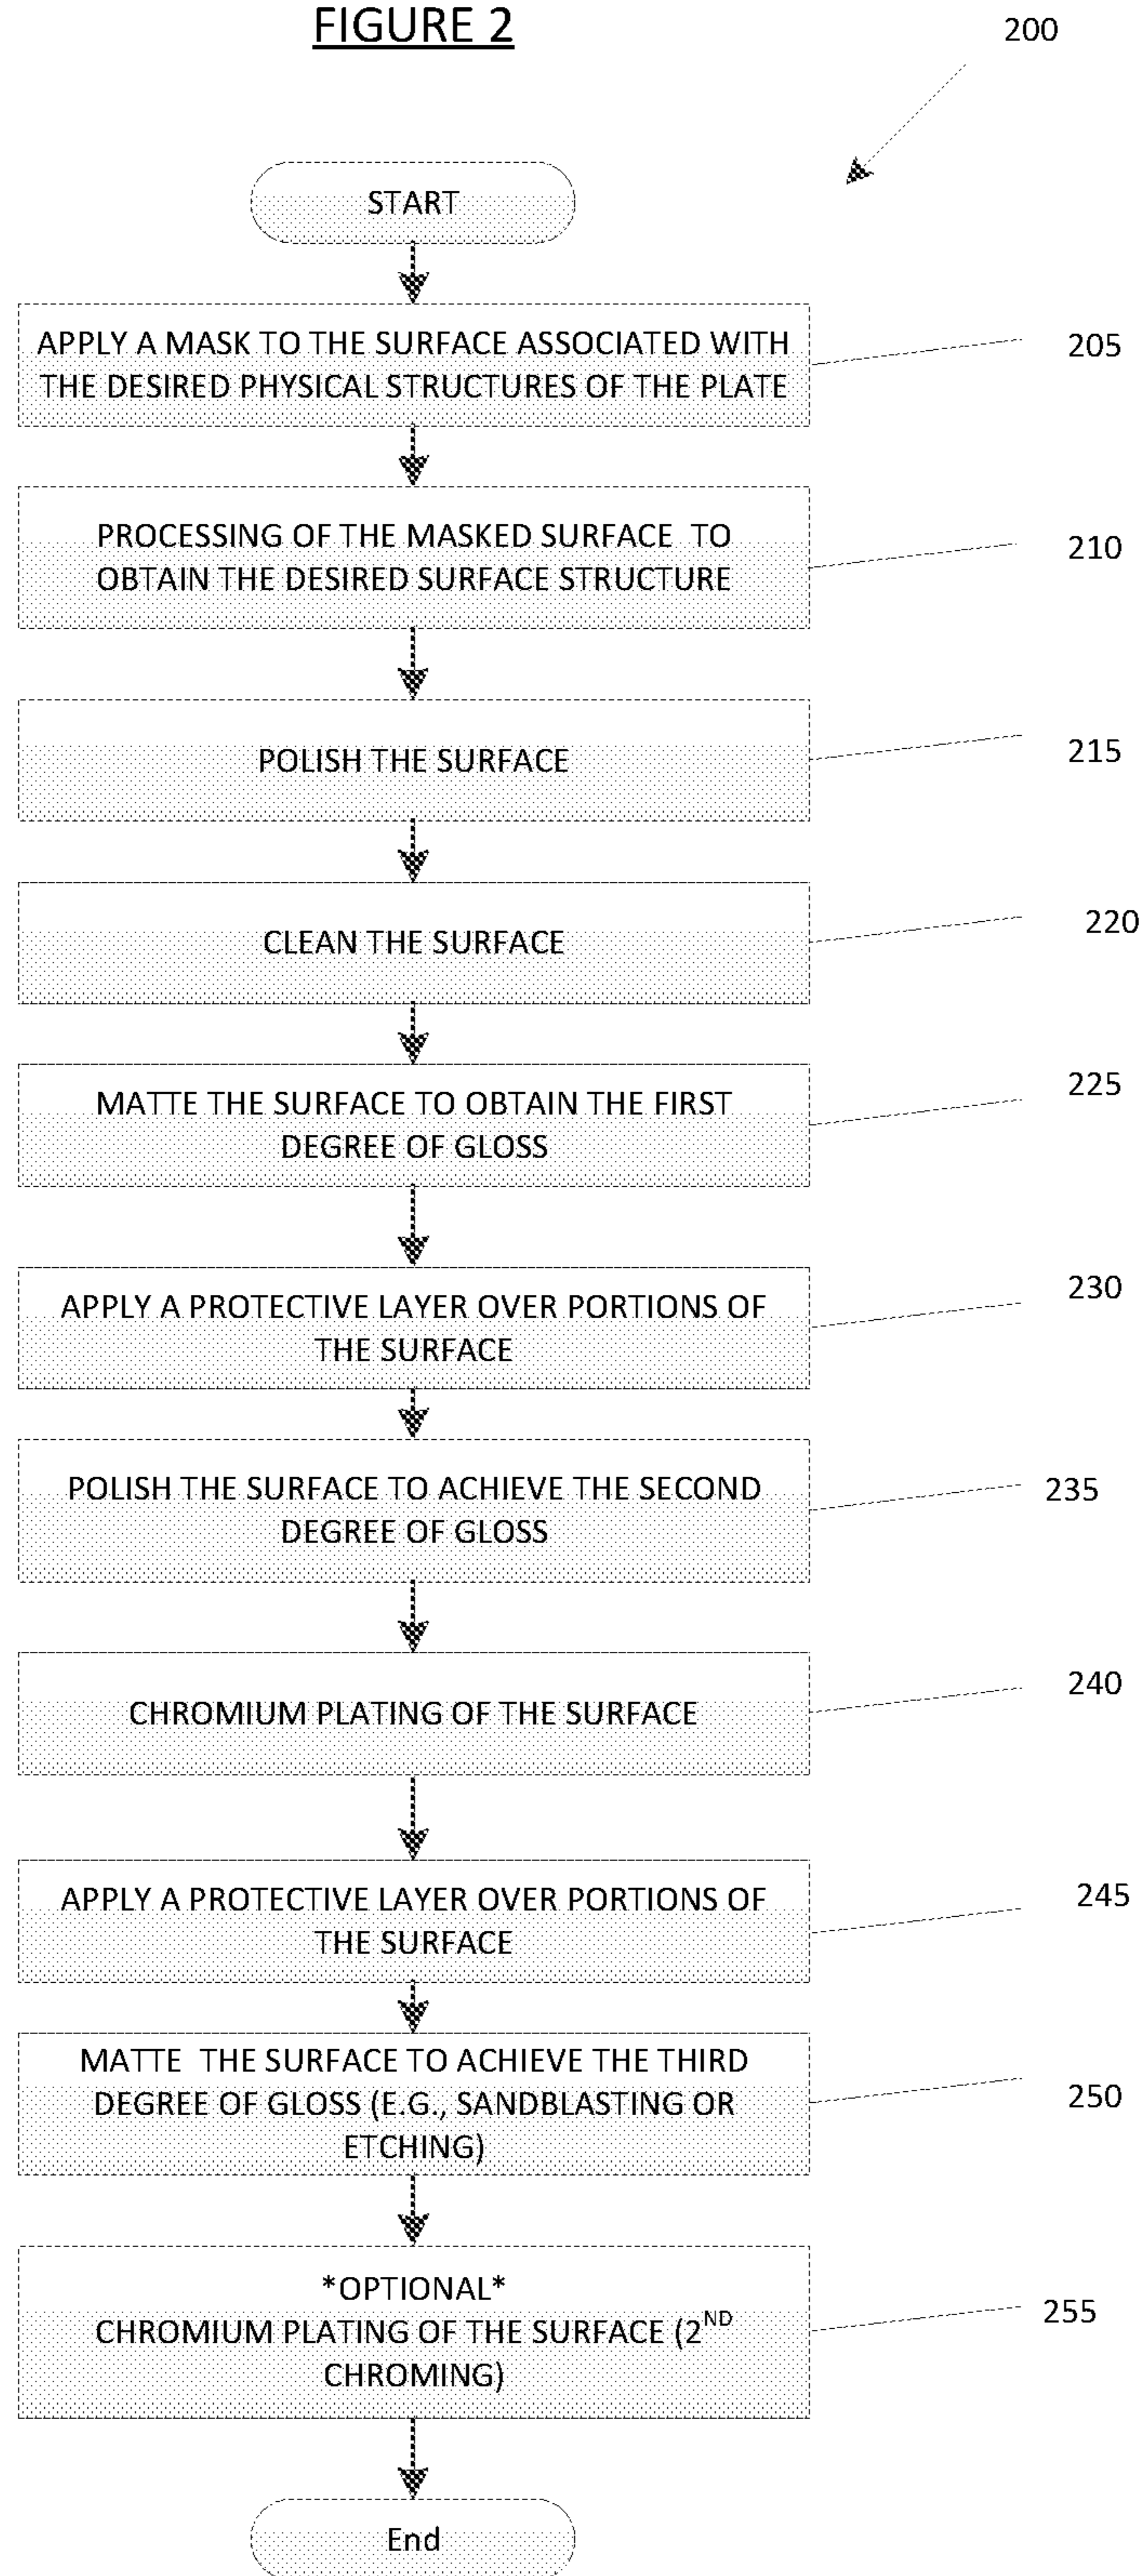 FIGURE 2
200
START
APPLY A MASK TO THE SURFACE ASSOCIATED WITH
THE DESIRED PHYSICAL STRUCTURES OF THE PLATE
205
PROCESSING OF THE MASKED SURFACE TO
OBTAIN THE DESIRED SURFACE STRUCTURE
210
POLISH THE SURFACE
215
CLEAN THE SURFACE
220
MATTE THE SURFACE TO OBTAIN THE FIRST
DEGREE OF GLOSS
225
APPLY A PROTECTIVE LAYER OVER PORTIONS OF
THE SURFACE
230
POLISH THE SURFACE TO ACHIEVE THE SECOND
DEGREE OF GLOSS
235
CHROMIUM PLATING OF THE SURFACE
240
APPLY A PROTECTIVE LAYER OVER PORTIONS OF
THE SURFACE
245
MATTE THE SURFACE TO ACHIEVE THE THIRD
DEGREE OF GLOSS (E.G., SANDBLASTING OR
ETCHING)
250
*OPTIONAL*
CHROMIUM PLATING OF THE SURFACE (2ND
CHROMING)
255
End